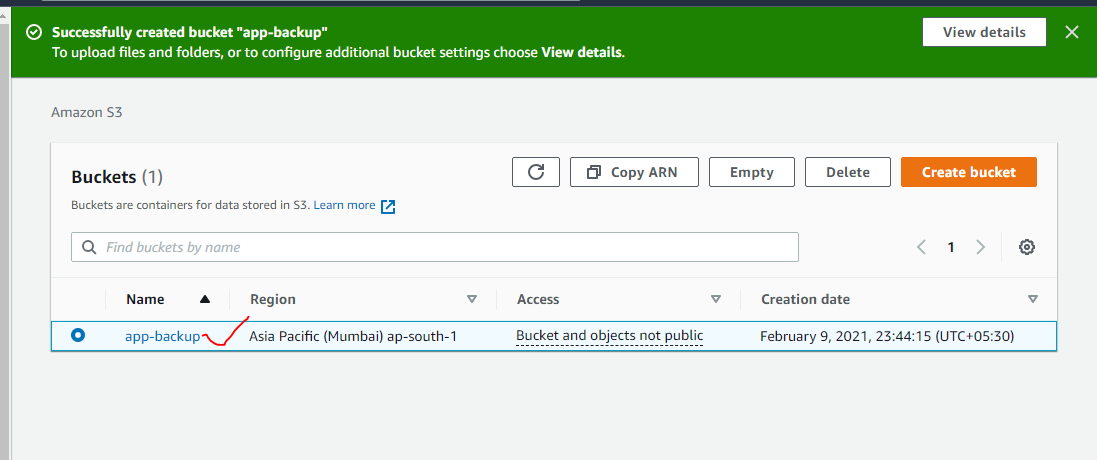 Successfully created bucket "app-backup"
To upload files and folders, or to configure additional bucket settings choose View details.
View details
Amazon S3
Buckets (1)
Copy ARN
Empty
Delete
Create bucket
Buckets are containers for data stored in S3. Learn more
Find buckets by name
1
Name Region Access Creation date
app-backup Asia Pacific (Mumbai) ap-south-1 Bucket and objects not public February 9, 2021, 23:44:15 (UTC+05:30)